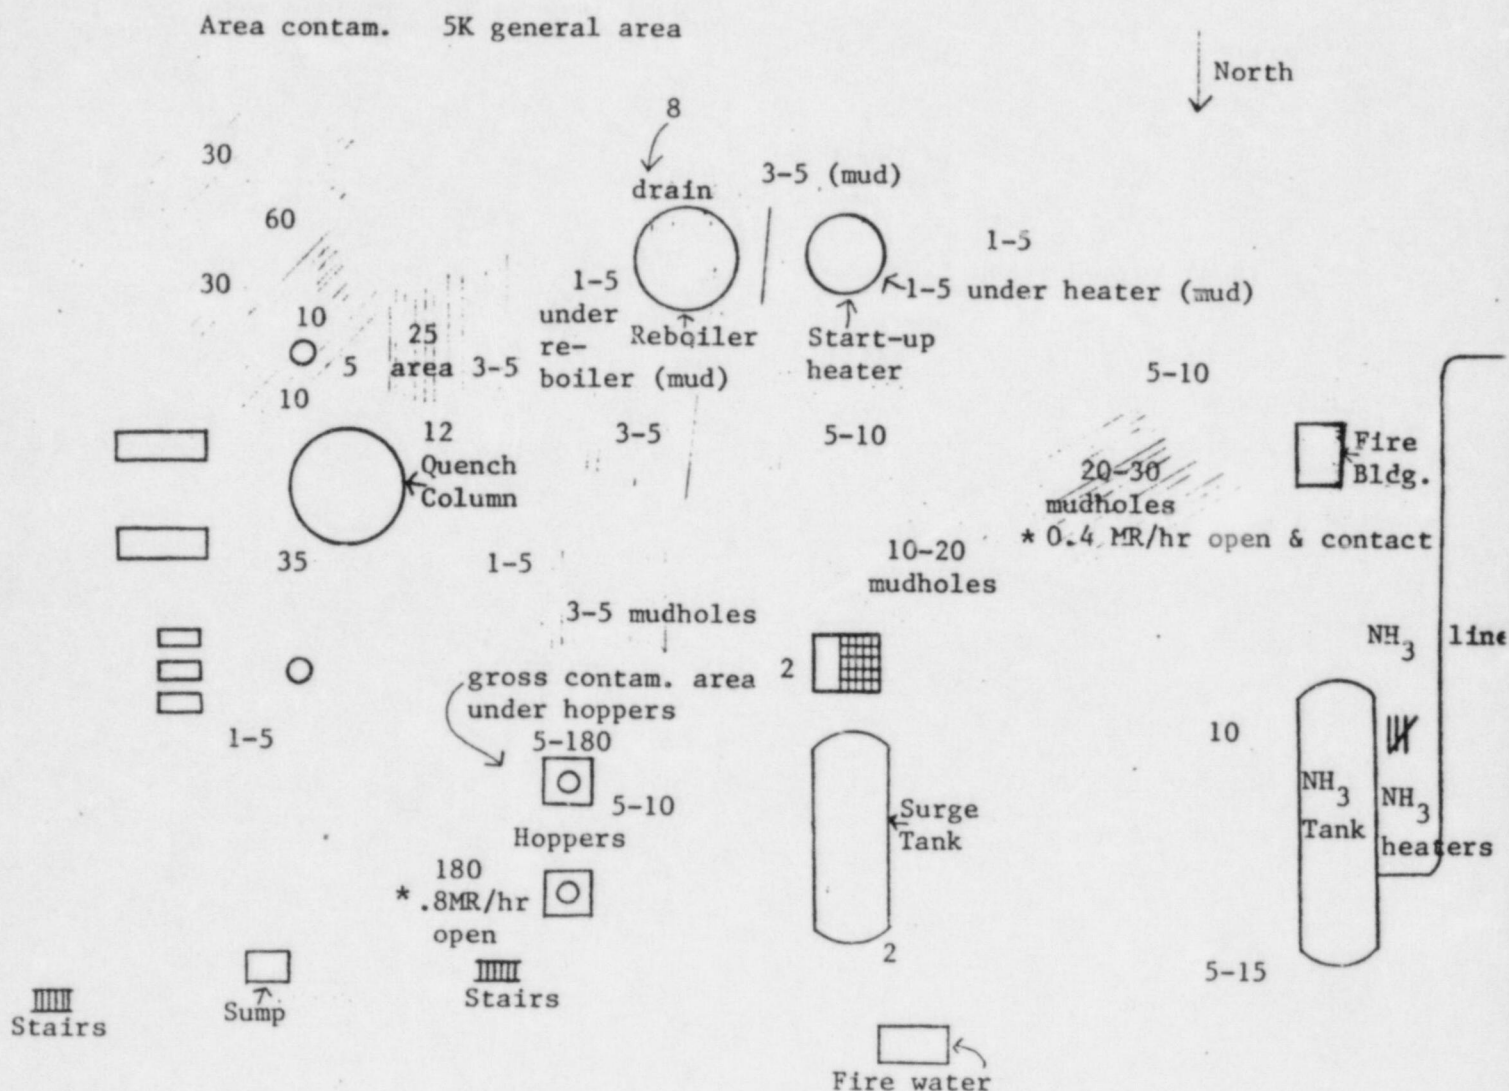 Area contam. 5K general area
North
8
30
drain
3-5 (mud)
60
1-5
30
1-5
under
re-
boiler (mud)
1-5 under heater (mud)
10
25
area
5
3-5
Reboiler
Start-up
heater
5-10
10
12
Quench
Column
3-5
5-10
20-30
mudholes
* 0.4 MR/hr open & contact
Fire
Bldg.
35
1-5
10-20
mudholes
3-5 mudholes
NH3 line
gross contam. area
under hoppers
2
5-180
1-5
10
5-10
Hoppers
Surge
Tank
NH3
Tank
NH3
heaters
180
* .8MR/hr
open
2
5-15
Stairs
Sump
Stairs
Fire water